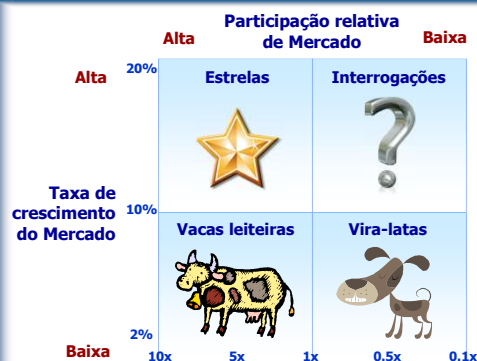 Participação relativa
de Mercado
Alta
Baixa
Alta
20%
Estrelas
Interrogações
Taxa de
crescimento
do Mercado
10%
Vacas leiteiras
Vira-latas
2%
Baixa
10x
5x
1x
0.5x
0.1x